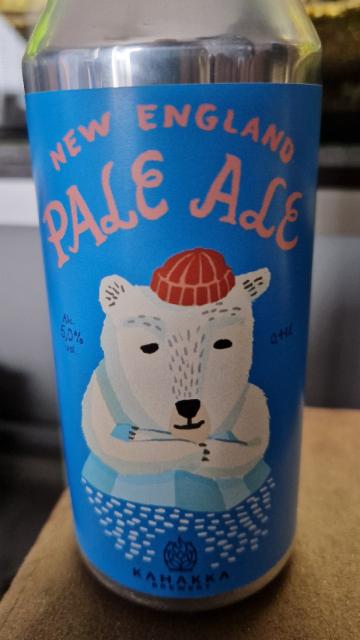 NEW ENGLAND
PALE ALE
Alc.
5,0%
vol.
0,44L
KAHAKKA
BREWERY